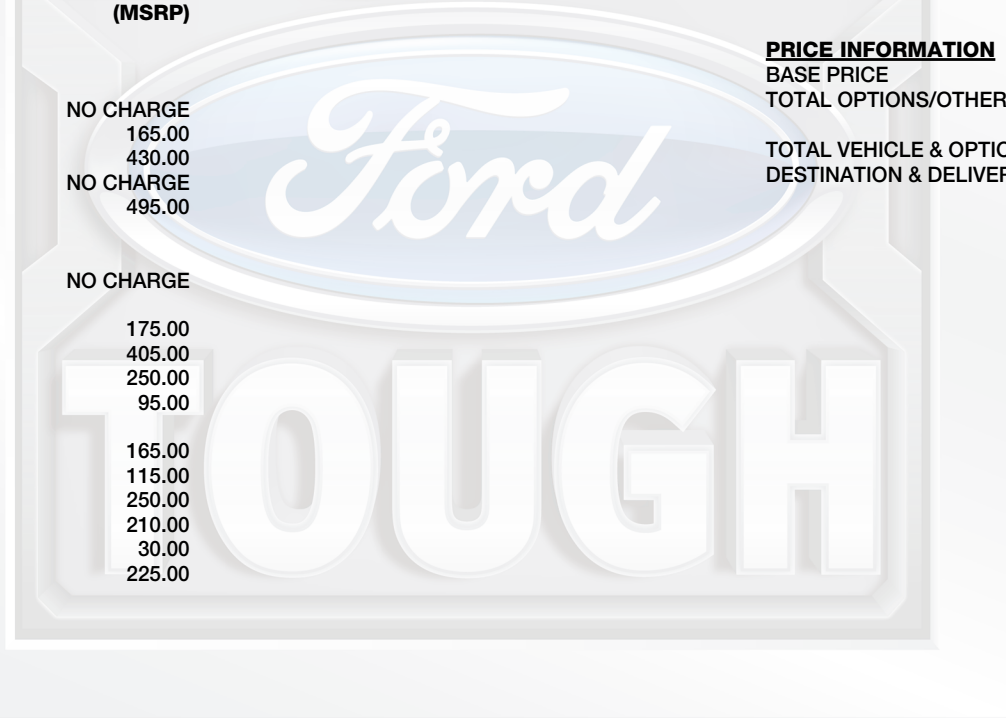 (MSRP)
NO CHARGE
165.00
430.00
NO CHARGE
495.00
NO CHARGE
175.00
405.00
250.00
95.00
165.00
115.00
250.00
210.00
30.00
225.00
PRICE INFORMATION
BASE PRICE
TOTAL OPTIONS/OTHER
TOTAL VEHICLE & OPTIO
DESTINATION & DELIVER
Ford
TOUGH